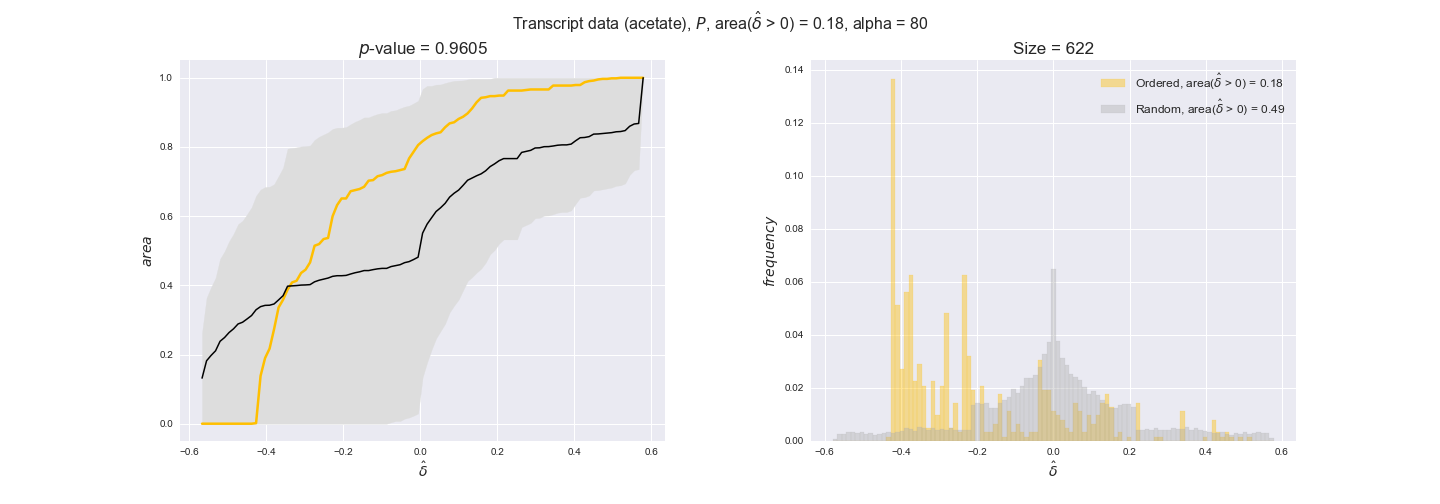 Transcript data (acetate), P, area(δ̂ > 0) = 0.18, alpha = 80
p-value = 0.9605
1.0
0.8
0.6
0.4
0.2
0.0
area
−0.6 −0.4 −0.2 0.0 0.2 0.4 0.6
δ̂
Size = 622
Ordered, area(δ̂ > 0) = 0.18
Random, area(δ̂ > 0) = 0.49
0.14
0.12
0.10
0.08
0.06
0.04
0.02
0.00
frequency
−0.6 −0.4 −0.2 0.0 0.2 0.4 0.6
δ̂